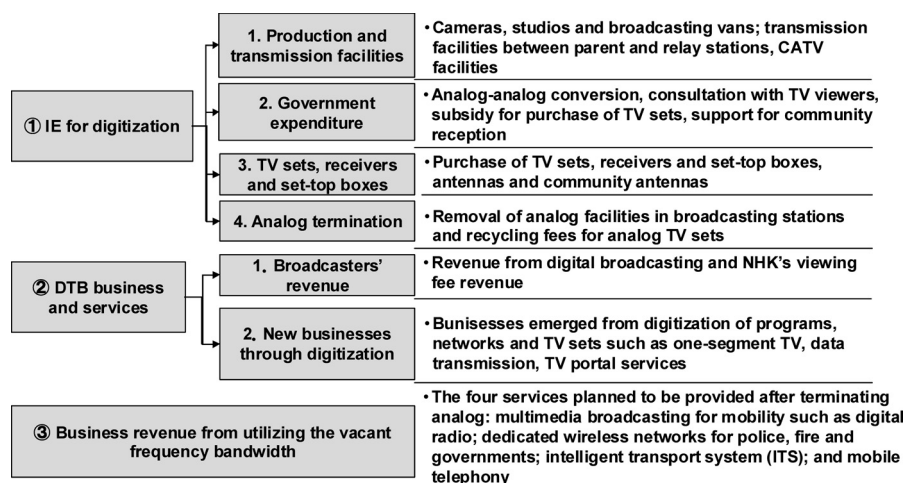 ① IE for digitization
1. Production and
transmission facilities
• Cameras, studios and broadcasting vans; transmission
facilities between parent and relay stations, CATV
facilities
2. Government
expenditure
• Analog-analog conversion, consultation with TV viewers,
subsidy for purchase of TV sets, support for community
reception
3. TV sets, receivers
and set-top boxes
• Purchase of TV sets, receivers and set-top boxes,
antennas and community antennas
4. Analog termination
• Removal of analog facilities in broadcasting stations
and recycling fees for analog TV sets
② DTB business
and services
1. Broadcasters’
revenue
• Revenue from digital broadcasting and NHK’s viewing
fee revenue
2. New businesses
through digitization
• Bunisesses emerged from digitization of programs,
networks and TV sets such as one-segment TV, data
transmission, TV portal services
③ Business revenue from utilizing the vacant
frequency bandwidth
• The four services planned to be provided after terminating
analog: multimedia broadcasting for mobility such as digital
radio; dedicated wireless networks for police, fire and
governments; intelligent transport system (ITS); and mobile
telephony